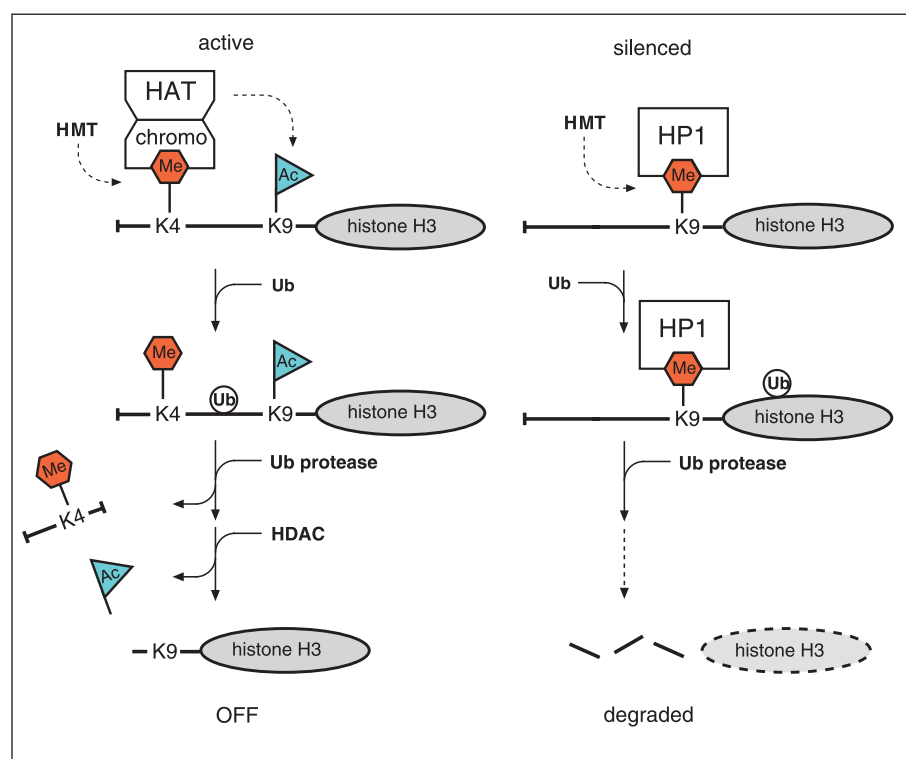 active
HAT
chromo
HMT
Me
Ac
K4
K9
histone H3
Ub
Me
Ac
Ub
K4
K9
histone H3
Ub protease
Me
K4
HDAC
Ac
K9
histone H3
OFF
silenced
HMT
HP1
Me
K9
histone H3
Ub
HP1
Me
Ub
K9
histone H3
Ub protease
histone H3
degraded